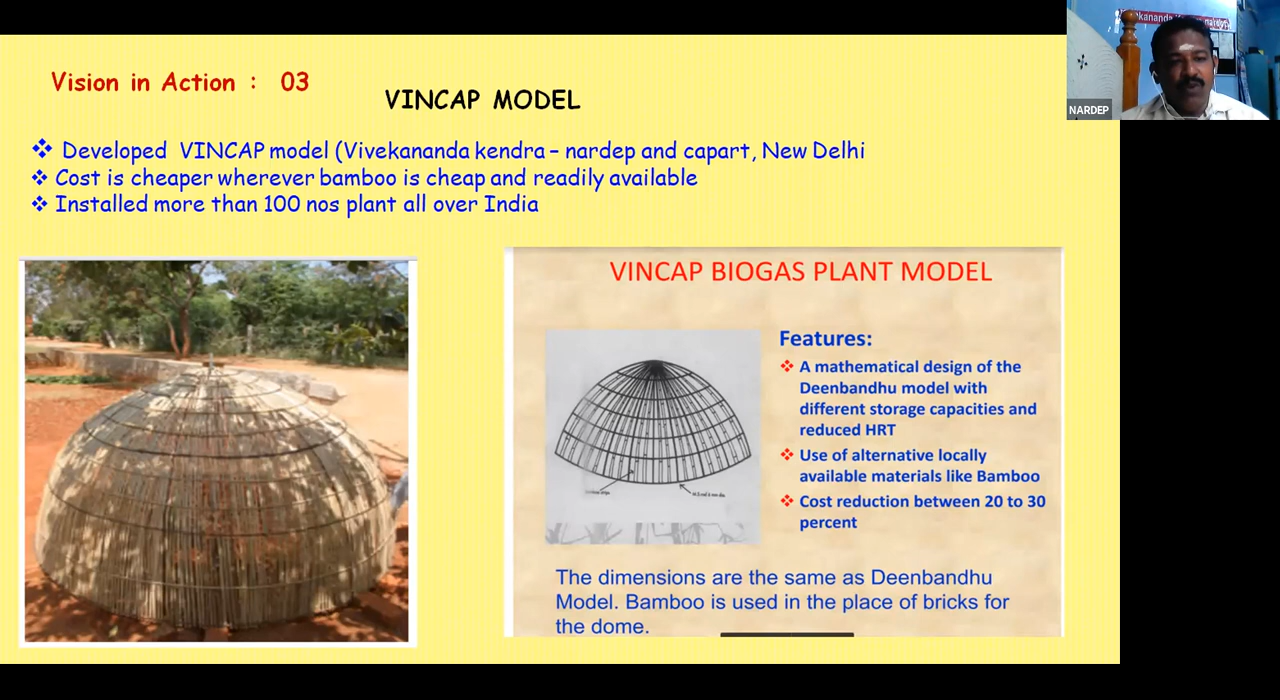 Vision in Action : 03
VINCAP MODEL
❖ Developed VINCAP model (Vivekananda kendra – nardep and capart, New Delhi
❖ Cost is cheaper wherever bamboo is cheap and readily available
❖ Installed more than 100 nos plant all over India
VINCAP BIOGAS PLANT MODEL
Features:
❖ A mathematical design of the
Deenbandhu model with
different storage capacities and
reduced HRT
❖ Use of alternative locally
available materials like Bamboo
❖ Cost reduction between 20 to 30
percent
The dimensions are the same as Deenbandhu
Model. Bamboo is used in the place of bricks for
the dome.
NARDEP